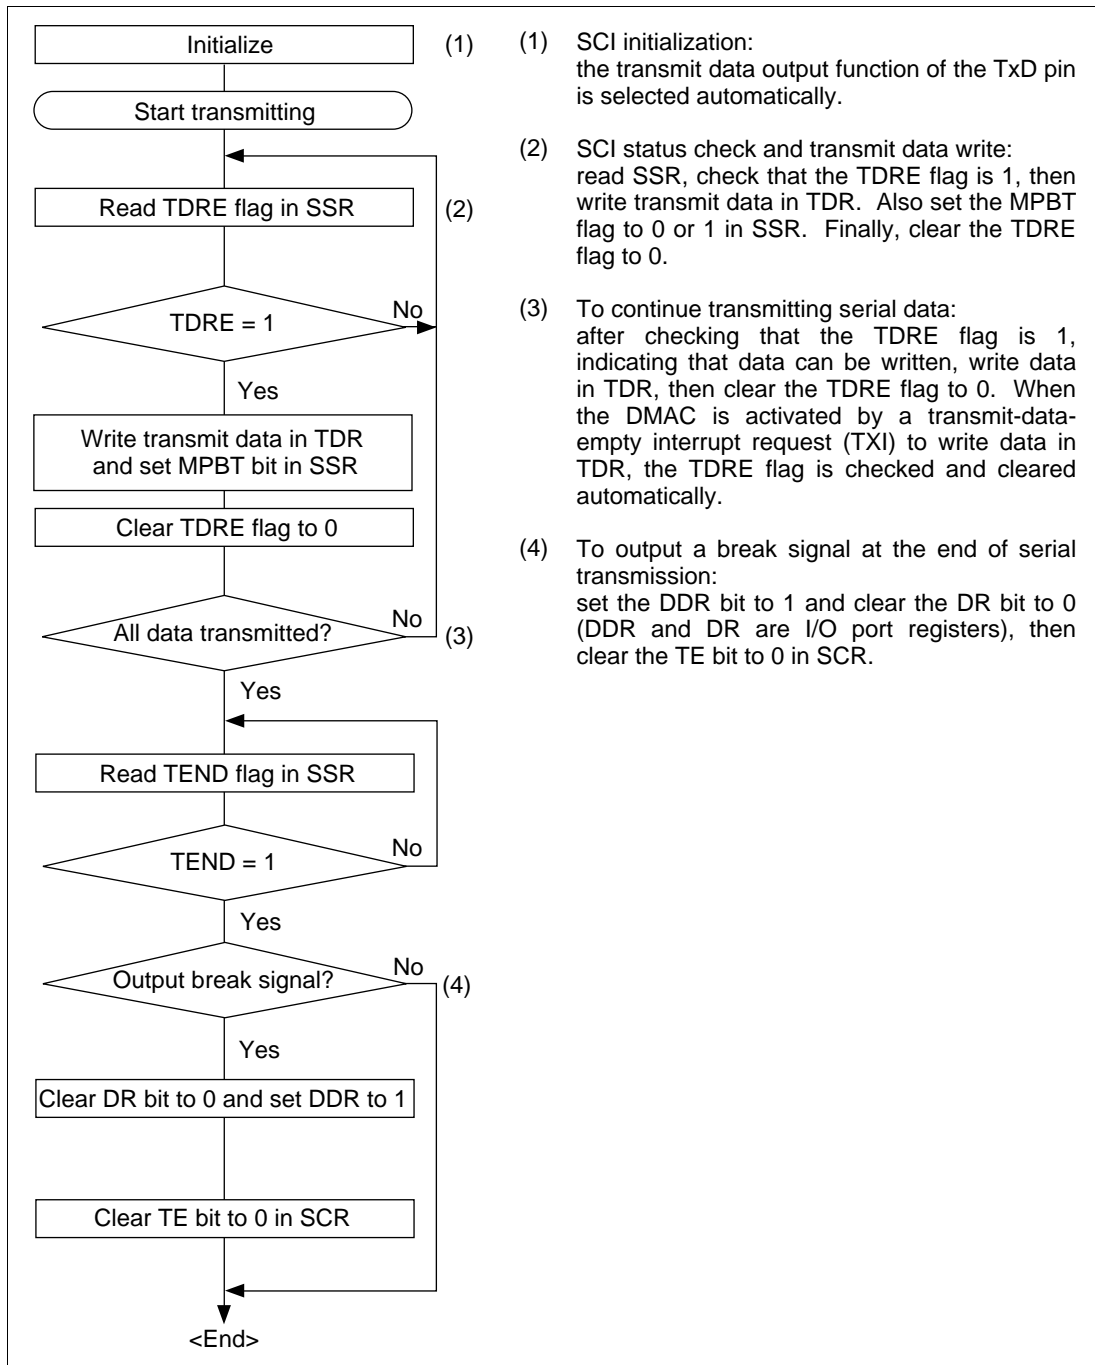 Initialize
(1)
Start transmitting
Read TDRE flag in SSR
(2)
TDRE = 1
No
Yes
Write transmit data in TDR
and set MPBT bit in SSR
Clear TDRE flag to 0
All data transmitted?
No
(3)
Yes
Read TEND flag in SSR
TEND = 1
No
Yes
Output break signal?
No
(4)
Yes
Clear DR bit to 0 and set DDR to 1
Clear TE bit to 0 in SCR
<End>
(1) SCI initialization:
the transmit data output function of the TxD pin
is selected automatically.
(2) SCI status check and transmit data write:
read SSR, check that the TDRE flag is 1, then
write transmit data in TDR. Also set the MPBT
flag to 0 or 1 in SSR. Finally, clear the TDRE
flag to 0.
(3) To continue transmitting serial data:
after checking that the TDRE flag is 1,
indicating that data can be written, write data
in TDR, then clear the TDRE flag to 0. When
the DMAC is activated by a transmit-data-
empty interrupt request (TXI) to write data in
TDR, the TDRE flag is checked and cleared
automatically.
(4) To output a break signal at the end of serial
transmission:
set the DDR bit to 1 and clear the DR bit to 0
(DDR and DR are I/O port registers), then
clear the TE bit to 0 in SCR.